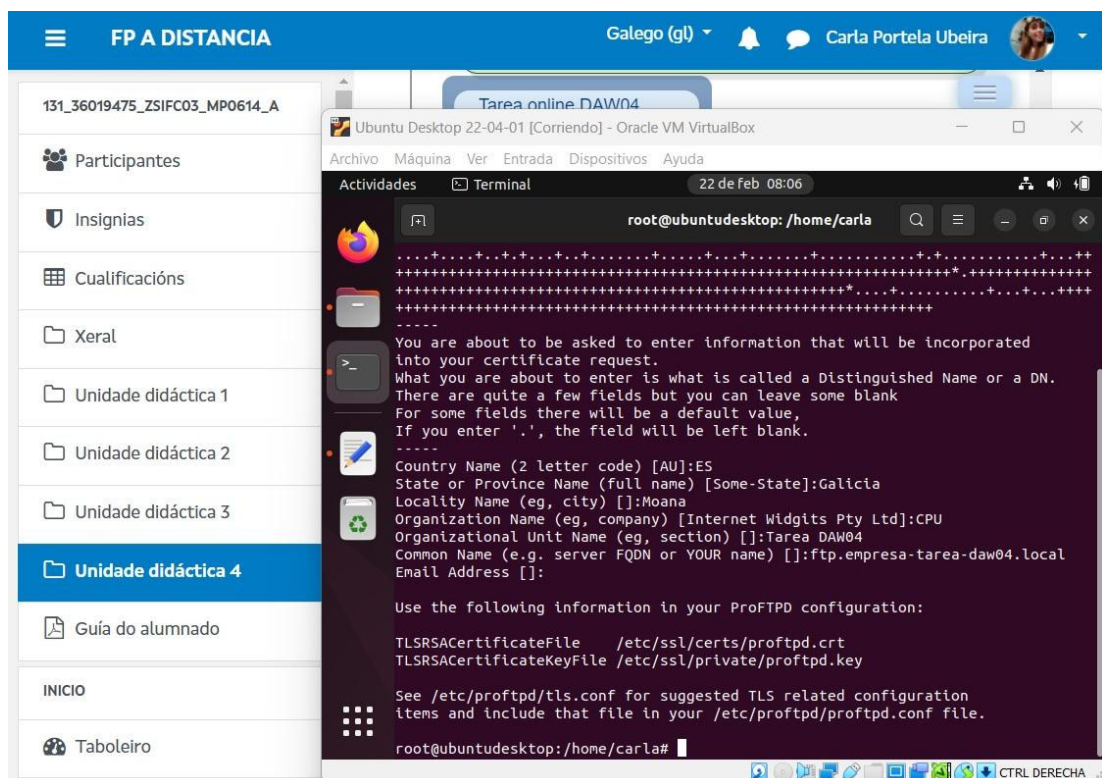 FP A DISTANCIA
Galego (gl)
Carla Portela Ubeira
131_36019475_ZSIFC03_MP0614_A
Participantes
Insignias
Cualificacións
Xeral
Unidade didáctica 1
Unidade didáctica 2
Unidade didáctica 3
Unidade didáctica 4
Guía do alumnado
INICIO
Taboleiro
Tarea online DAW04
Ubuntu Desktop 22-04-01 [Corriendo] - Oracle VM VirtualBox
Archivo Máquina Ver Entrada Dispositivos Ayuda
Actividades Terminal 22 de feb 08:06
root@ubuntudesktop: /home/carla
-----
You are about to be asked to enter information that will be incorporated
into your certificate request.
What you are about to enter is what is called a Distinguished Name or a DN.
There are quite a few fields but you can leave some blank
For some fields there will be a default value,
If you enter '.', the field will be left blank.
-----
Country Name (2 letter code) [AU]:ES
State or Province Name (full name) [Some-State]:Galicia
Locality Name (eg, city) []:Moana
Organization Name (eg, company) [Internet Widgits Pty Ltd]:CPU
Organizational Unit Name (eg, section) []:Tarea DAW04
Common Name (e.g. server FQDN or YOUR name) []:ftp.empresa-tarea-daw04.local
Email Address []:
Use the following information in your ProFTPD configuration:
TLSRSACertificateFile /etc/ssl/certs/proftpd.crt
TLSRSACertificateKeyFile /etc/ssl/private/proftpd.key
See /etc/proftpd/tls.conf for suggested TLS related configuration
items and include that file in your /etc/proftpd/proftpd.conf file.
root@ubuntudesktop:/home/carla#
CTRL DERECHA